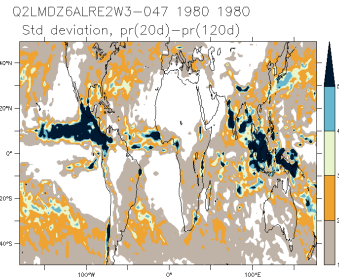 Q2LMDZ6ALRE2W3-047 1980 1980
Std deviation, pr(20d)-pr(120d)
40°N
20°N
0°
20°S
40°S
100°W 0° 100°E
5
4
3
2
1